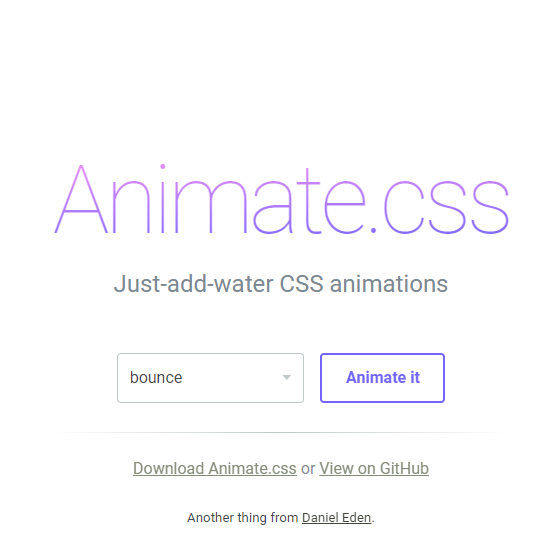 Animate.css
Just-add-water CSS animations
bounce Animate it
Download Animate.css or View on GitHub
Another thing from Daniel Eden.